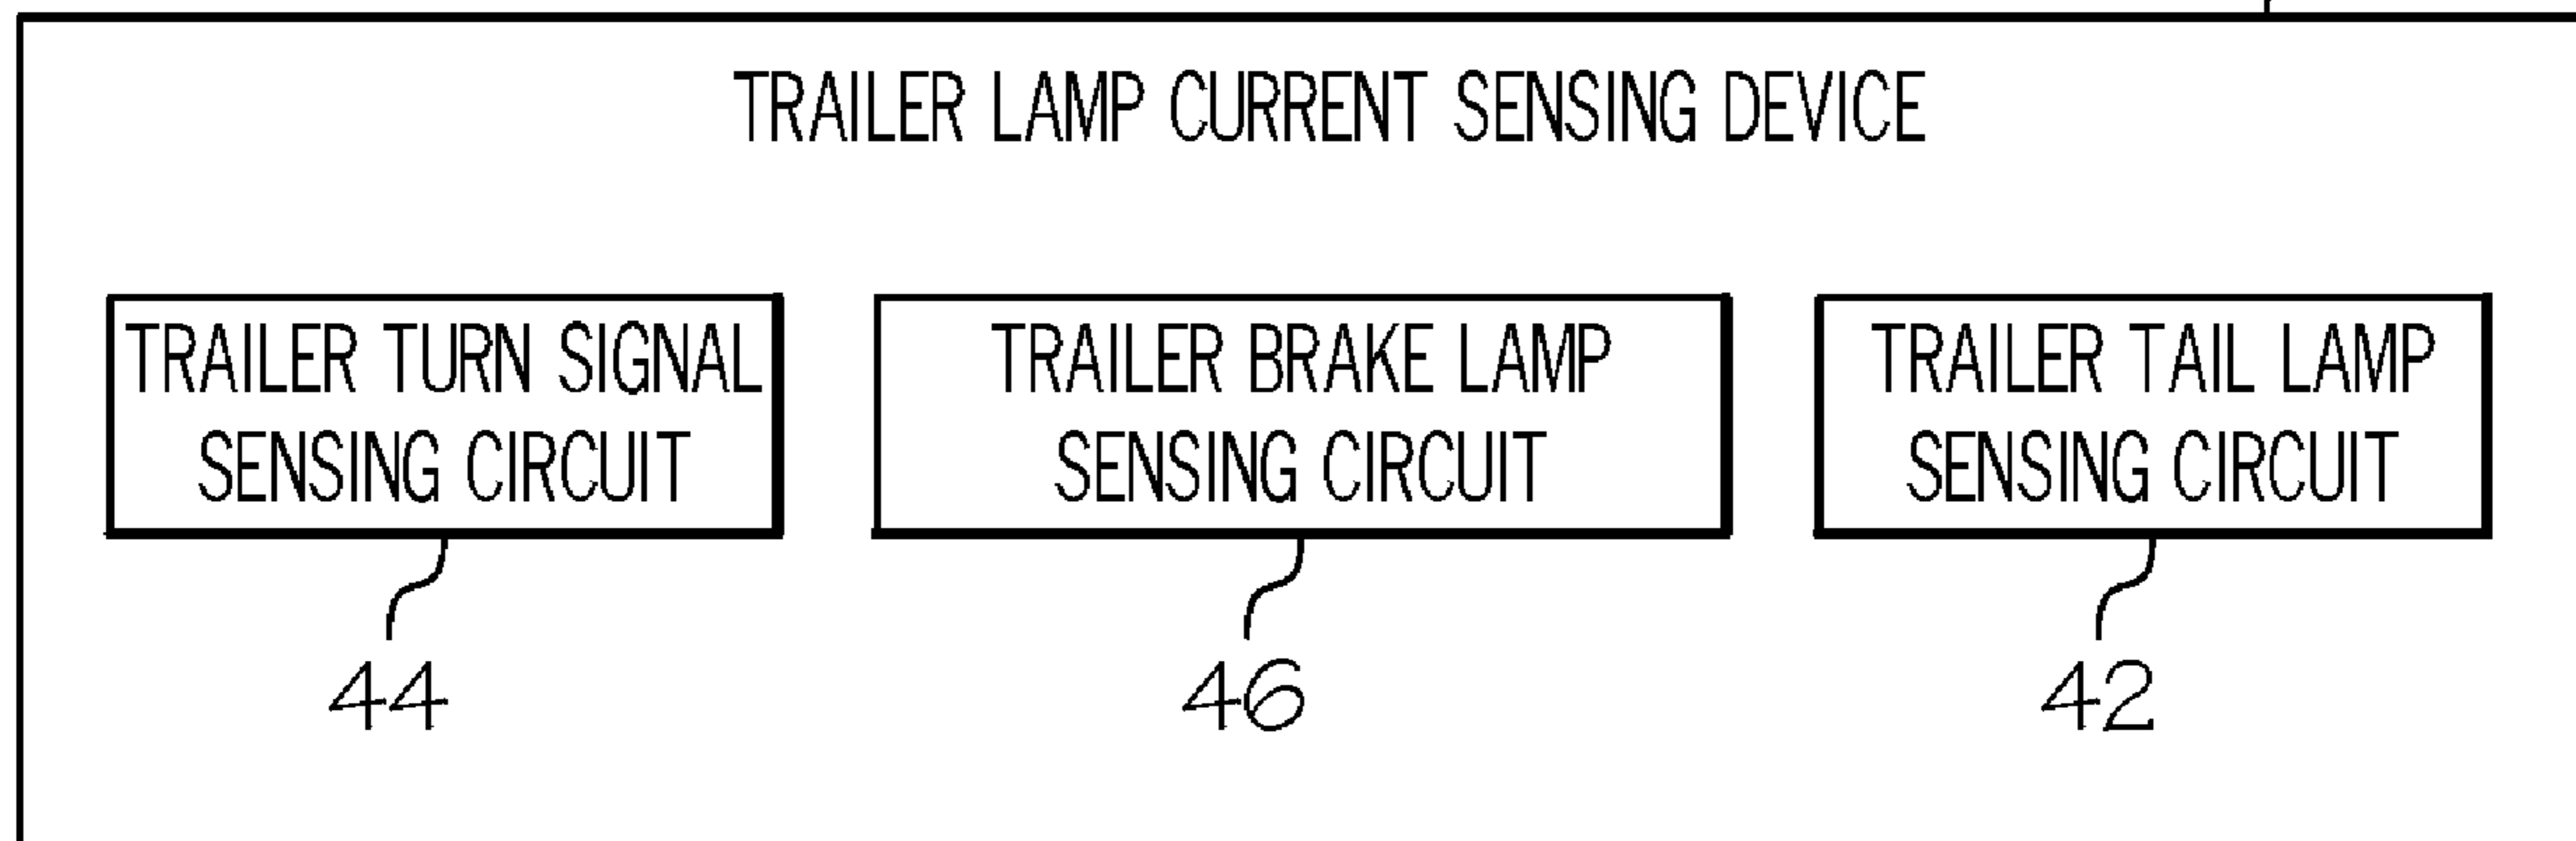 TRAILER LAMP CURRENT SENSING DEVICE
TRAILER TURN SIGNAL
SENSING CIRCUIT
44
TRAILER BRAKE LAMP
SENSING CIRCUIT
46
TRAILER TAIL LAMP
SENSING CIRCUIT
42